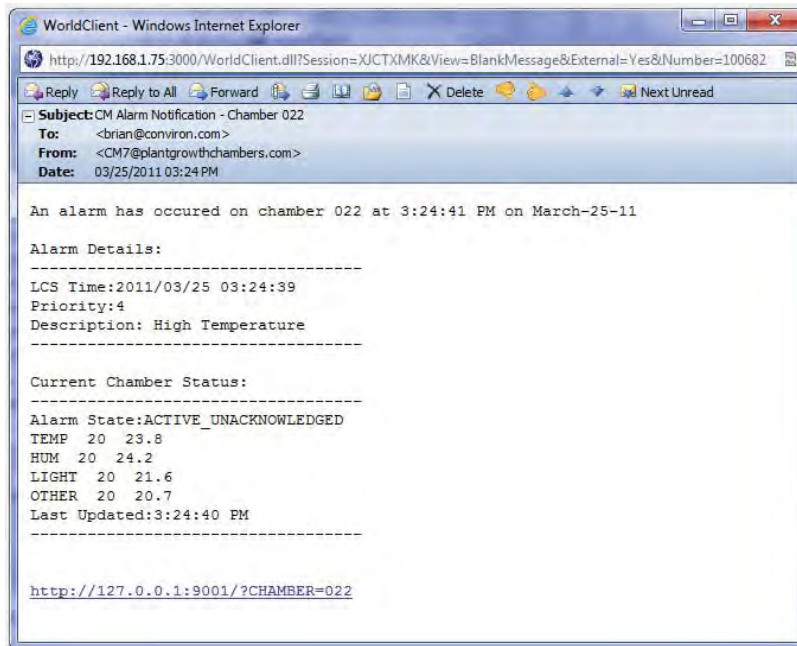 WorldClient - Windows Internet Explorer
http://192.168.1.75:3000/WorldClient.dll?Session=XJCTXMK&View=BlankMessage&External=Yes&Number=100682
Reply Reply to All Forward Delete Next Unread
Subject: CM Alarm Notification - Chamber 022
To: <brian@conviron.com>
From: <CM7@plantgrowthchambers.com>
Date: 03/25/2011 03:24 PM
An alarm has occured on chamber 022 at 3:24:41 PM on March-25-11
Alarm Details:
-----------------------------------
LCS Time:2011/03/25 03:24:39
Priority:4
Description: High Temperature
-----------------------------------
Current Chamber Status:
-----------------------------------
Alarm State:ACTIVE_UNACKNOWLEDGED
TEMP 20 23.8
HUM 20 24.2
LIGHT 20 21.6
OTHER 20 20.7
Last Updated:3:24:40 PM
-----------------------------------
http://127.0.0.1:9001/?CHAMBER=022